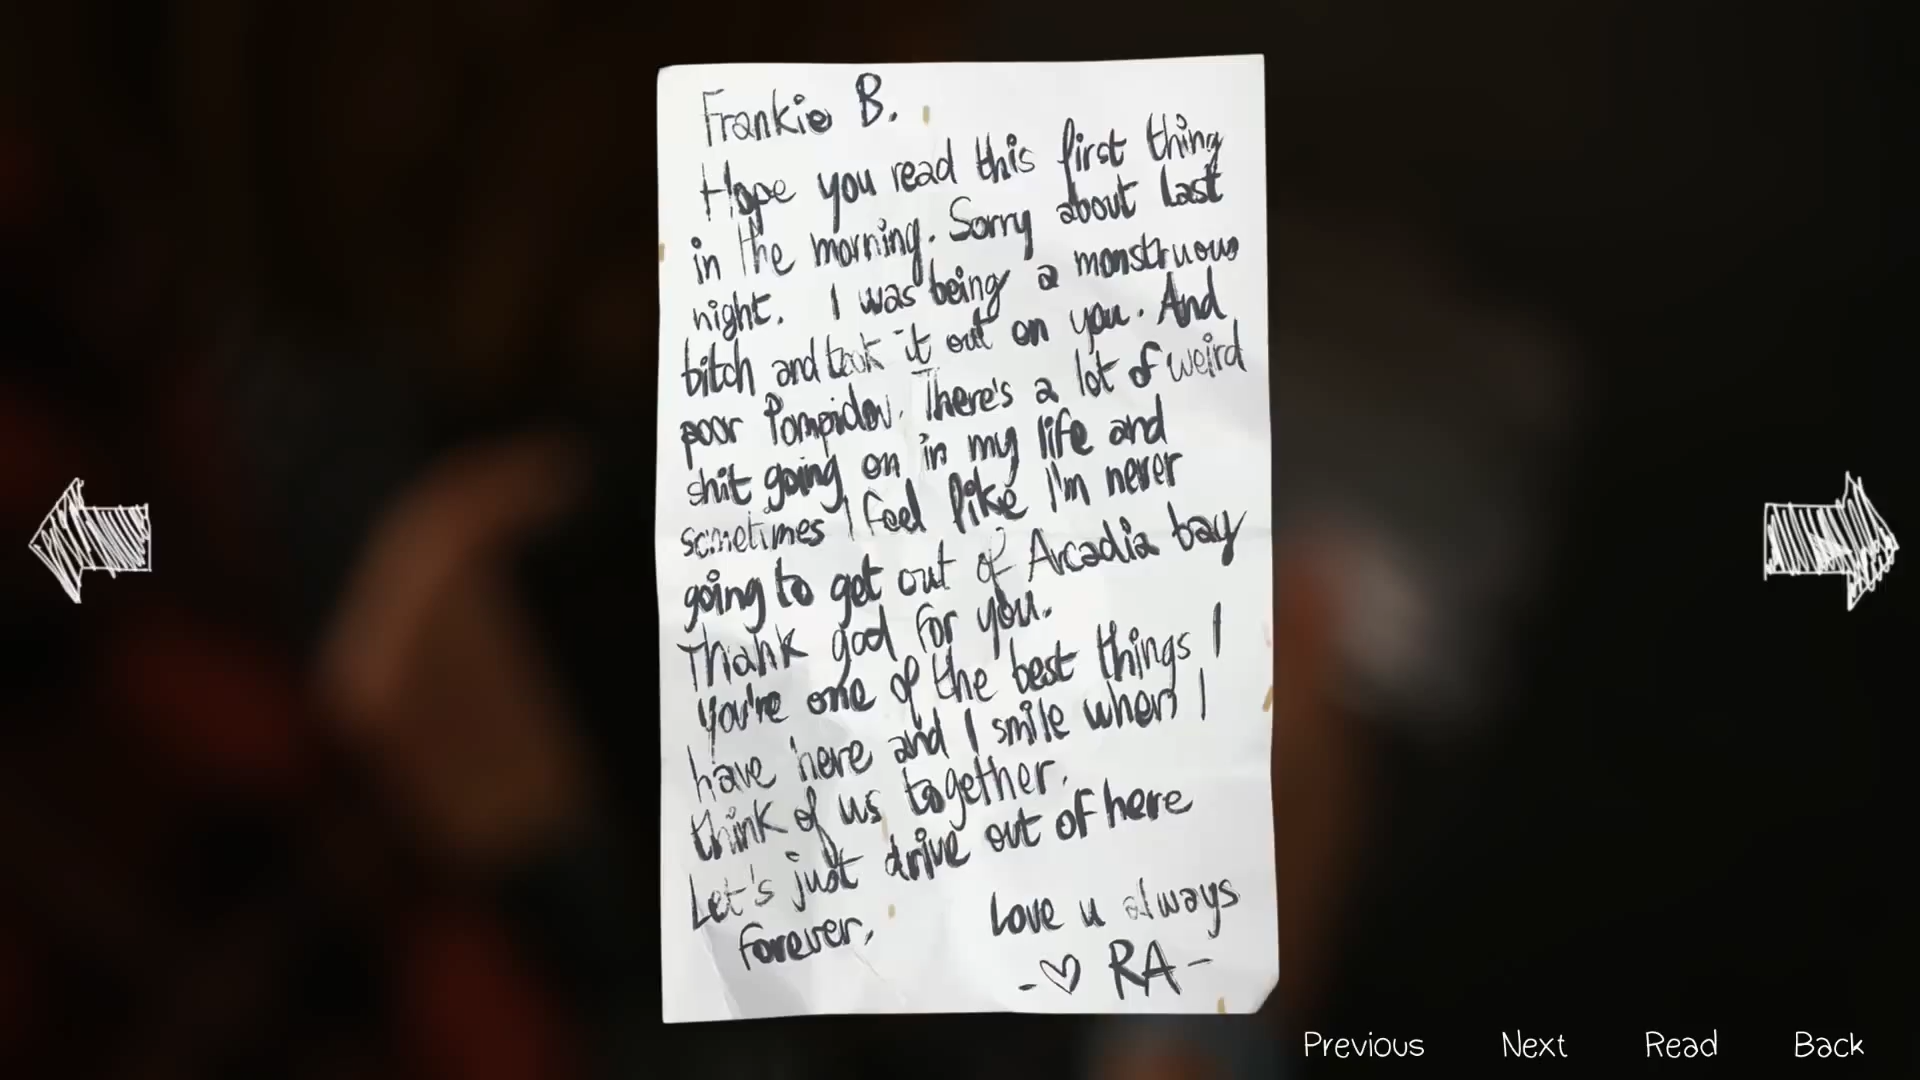 Frankie B.
Hope you read this first thing
in the morning. Sorry about last
night. I was being a monstruous
bitch and took it out on you. And
poor Pompidou. There's a lot of weird
shit going on in my life and
sometimes I feel like I'm never
going to get out of Arcadia bay
Thank god for you.
You're one of the best things I
have here and I smile when I
think of us together.
Let's just drive out of here
forever.
Love u always
-♡ RA-
Previous Next Read Back